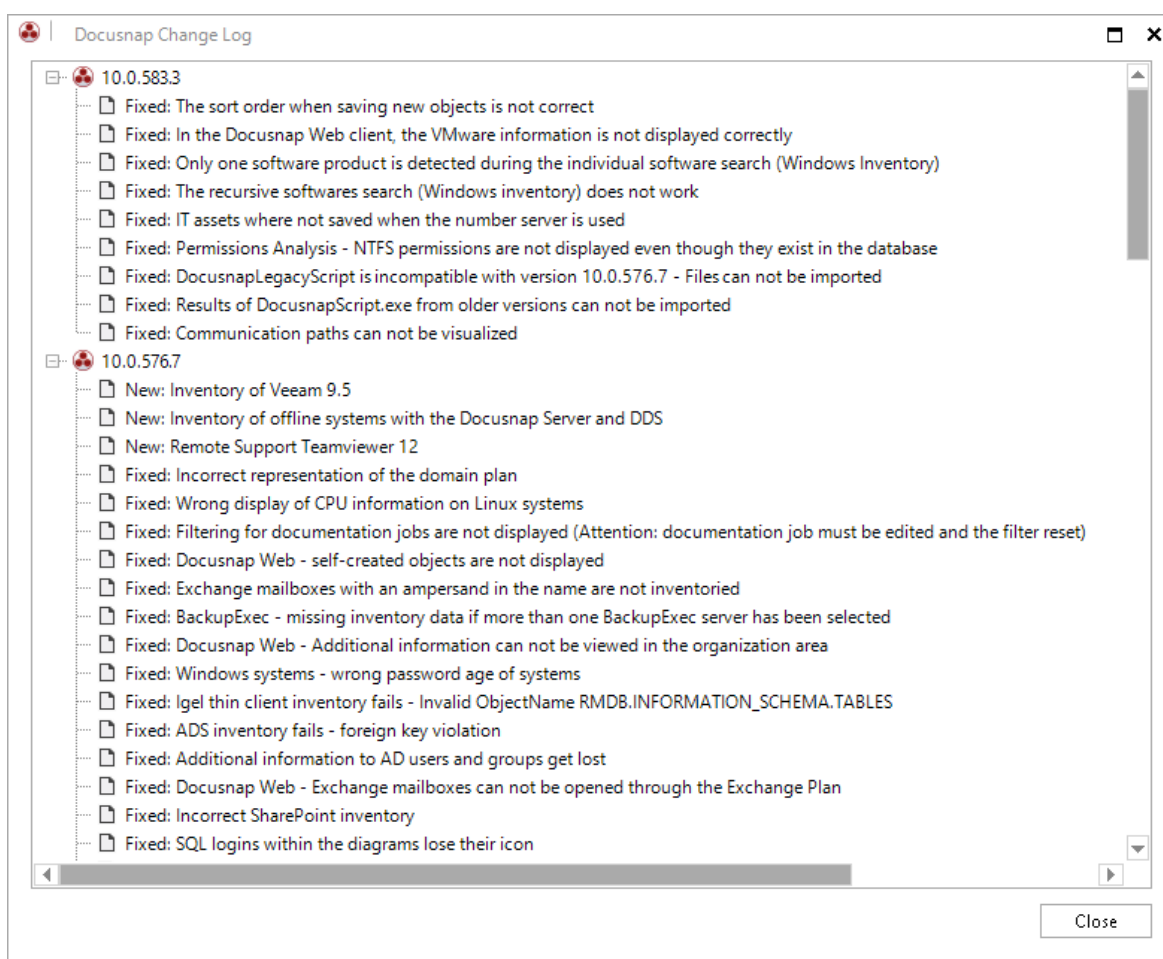 Docusnap Change Log
10.0.583.3
Fixed: The sort order when saving new objects is not correct
Fixed: In the Docusnap Web client, the VMware information is not displayed correctly
Fixed: Only one software product is detected during the individual software search (Windows Inventory)
Fixed: The recursive softwares search (Windows inventory) does not work
Fixed: IT assets where not saved when the number server is used
Fixed: Permissions Analysis - NTFS permissions are not displayed even though they exist in the database
Fixed: DocusnapLegacyScript is incompatible with version 10.0.576.7 - Files can not be imported
Fixed: Results of DocusnapScript.exe from older versions can not be imported
Fixed: Communication paths can not be visualized
10.0.576.7
New: Inventory of Veeam 9.5
New: Inventory of offline systems with the Docusnap Server and DDS
New: Remote Support Teamviewer 12
Fixed: Incorrect representation of the domain plan
Fixed: Wrong display of CPU information on Linux systems
Fixed: Filtering for documentation jobs are not displayed (Attention: documentation job must be edited and the filter reset)
Fixed: Docusnap Web - self-created objects are not displayed
Fixed: Exchange mailboxes with an ampersand in the name are not inventoried
Fixed: BackupExec - missing inventory data if more than one BackupExec server has been selected
Fixed: Docusnap Web - Additional information can not be viewed in the organization area
Fixed: Windows systems - wrong password age of systems
Fixed: Igel thin client inventory fails - Invalid ObjectName RMDB.INFORMATION_SCHEMA.TABLES
Fixed: ADS inventory fails - foreign key violation
Fixed: Additional information to AD users and groups get lost
Fixed: Docusnap Web - Exchange mailboxes can not be opened through the Exchange Plan
Fixed: Incorrect SharePoint inventory
Fixed: SQL logins within the diagrams lose their icon
Close